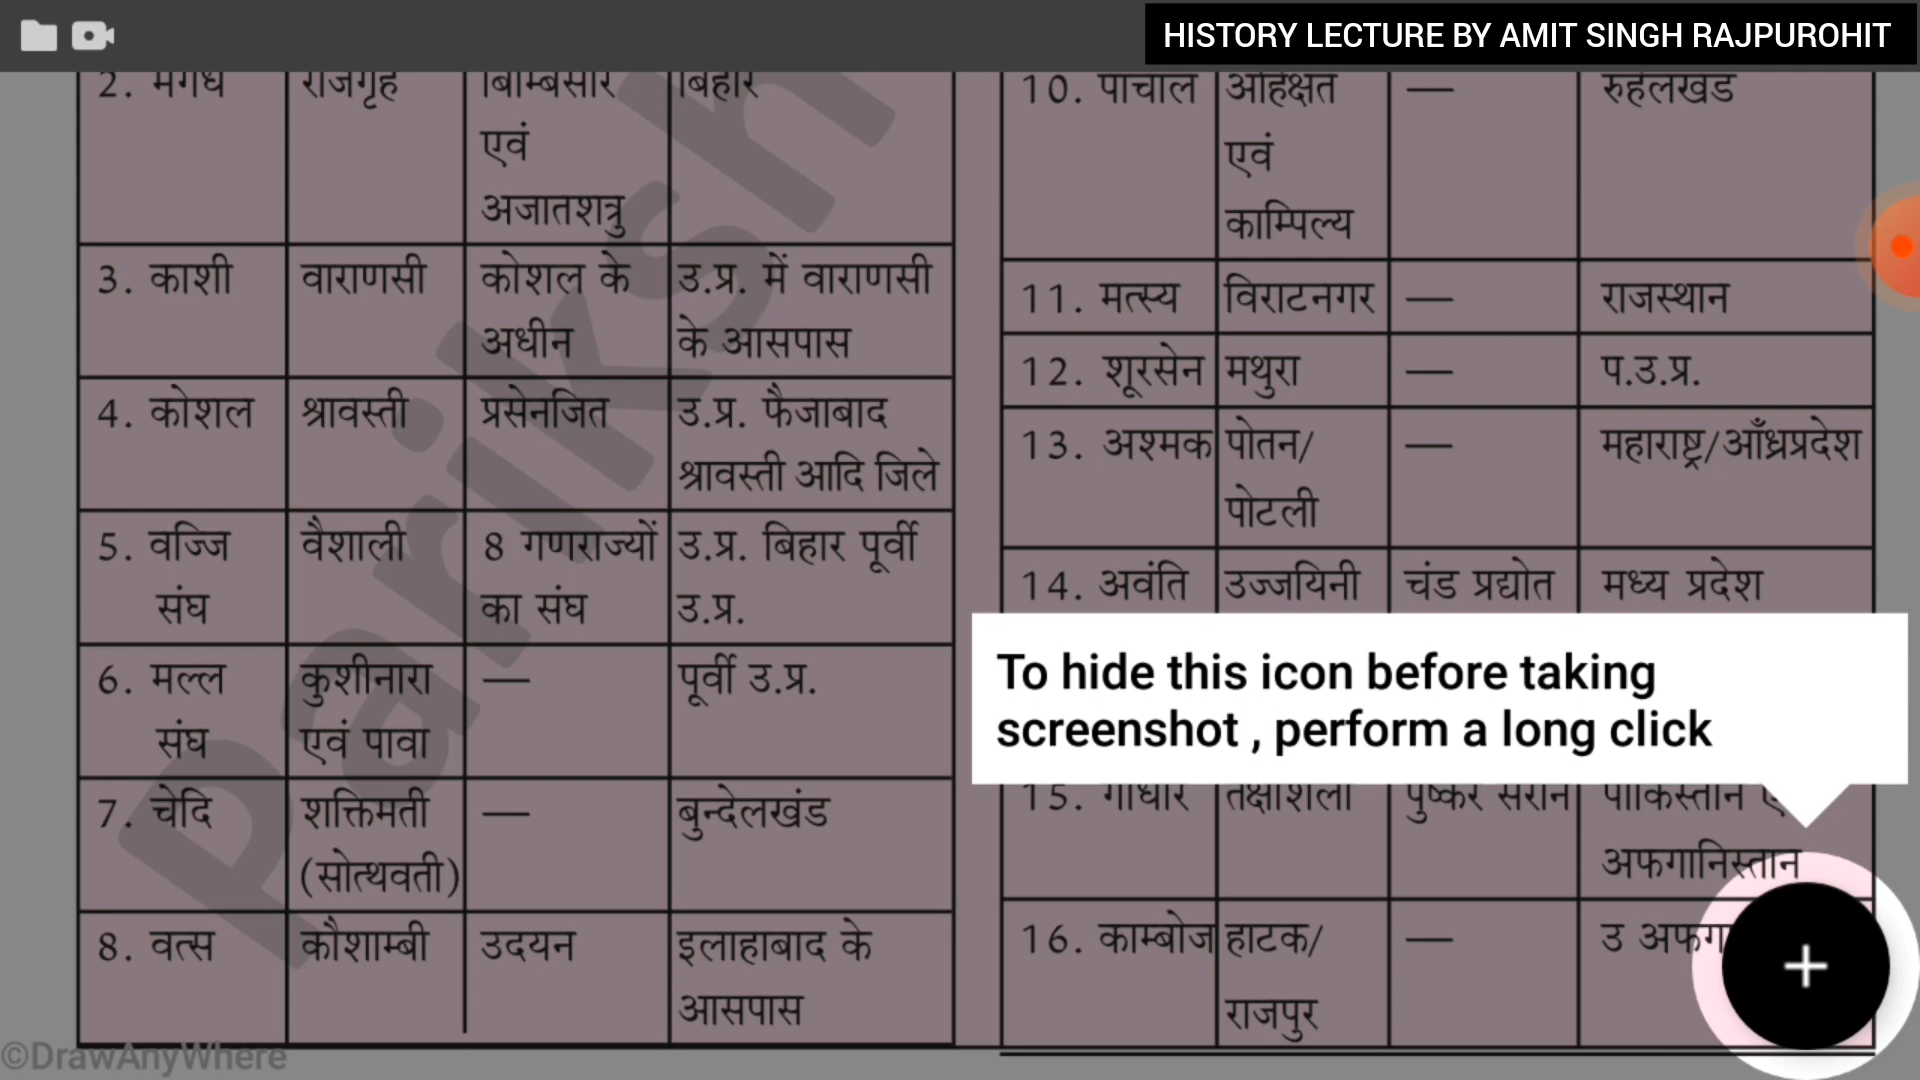 HISTORY LECTURE BY AMIT SINGH RAJPUROHIT
2. मगध राजगृह बिम्बिसार बिहार
एवं
अजातशत्रु
3. काशी वाराणसी कोशल के उ.प्र. में वाराणसी
अधीन के आसपास
4. कोशल श्रावस्ती प्रसेनजित उ.प्र. फैजाबाद
श्रावस्ती आदि जिले
5. वज्जि वैशाली 8 गणराज्यों उ.प्र. बिहार पूर्वी
संघ का संघ उ.प्र.
6. मल्ल कुशीनारा — पूर्वी उ.प्र.
संघ एवं पावा
7. चेदि शक्तिमती — बुन्देलखंड
(सोत्थवती)
8. वत्स कौशाम्बी उदयन इलाहाबाद के
आसपास
10. पांचाल अहिक्षत — रुहेलखंड
एवं
काम्पिल्य
11. मत्स्य विराटनगर — राजस्थान
12. शूरसेन मथुरा — प.उ.प्र.
13. अश्मक पोतन/ — महाराष्ट्र/आँध्रप्रदेश
पोटली
14. अवंति उज्जयिनी चंड प्रद्योत मध्य प्रदेश
To hide this icon before taking
screenshot , perform a long click
15. गांधार तक्षशिला पुष्कर सरीन पाकिस्तान
अफगानिस्तान
16. काम्बोज हाटक/ — उ
राजपुर
Pariksh
©DrawAnyWhere